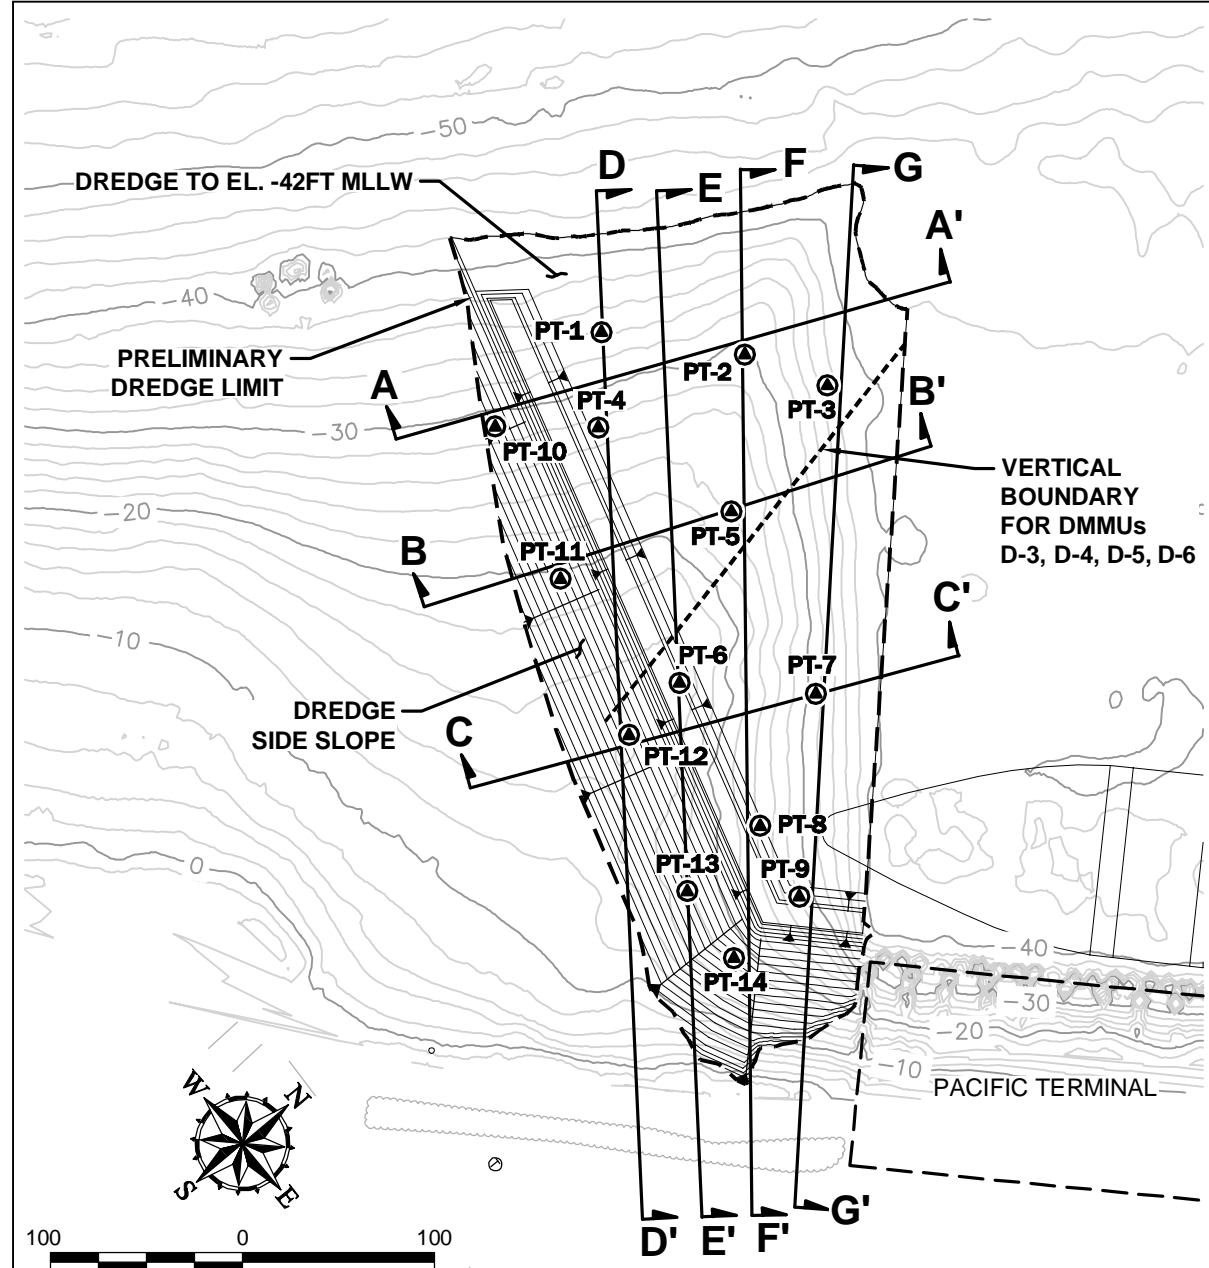 -50
D
F
G
DREDGE TO EL. -42FT MLLW
E
A'
-40
PT-1
PRELIMINARY
DREDGE LIMIT
PT-2
A
PT-4
PT-3
B'
-30
PT-10
VERTICAL
BOUNDARY
FOR DMMUs
D-3, D-4, D-5, D-6
-20
PT-5
B
PT-11
C'
-10
PT-6
PT-7
DREDGE
SIDE SLOPE
C
PT-12
PT-8
0
PT-13
PT-9
-40
PT-14
-30
-20
-10
PACIFIC TERMINAL
W
N
S
E
D'
E'
F'
G'
100
0
100